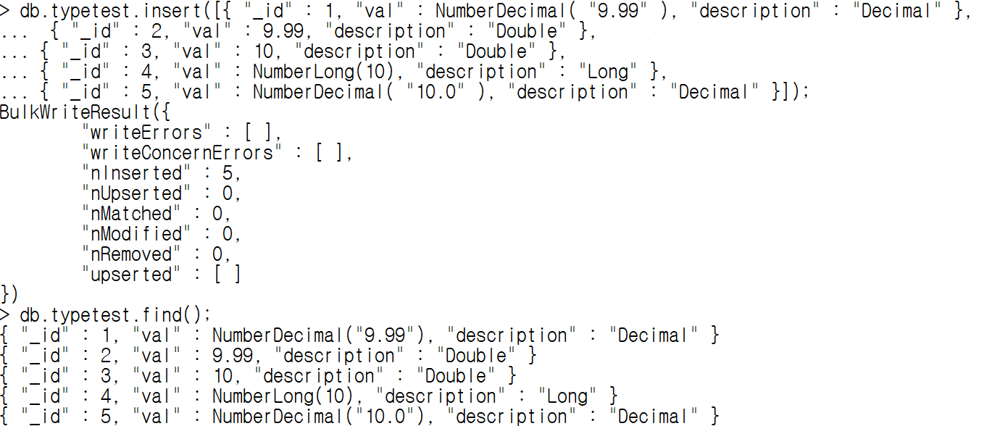 > db.typetest.insert([{ "_id" : 1, "val" : NumberDecimal( "9.99" ), "description" : "Decimal" },
...  { "_id" : 2, "val" : 9.99, "description" : "Double" },
... { "_id" : 3, "val" : 10, "description" : "Double" },
... { "_id" : 4, "val" : NumberLong(10), "description" : "Long" },
... { "_id" : 5, "val" : NumberDecimal( "10.0" ), "description" : "Decimal" }]);
BulkWriteResult({
        "writeErrors" : [ ],
        "writeConcernErrors" : [ ],
        "nInserted" : 5,
        "nUpserted" : 0,
        "nMatched" : 0,
        "nModified" : 0,
        "nRemoved" : 0,
        "upserted" : [ ]
})
> db.typetest.find();
{ "_id" : 1, "val" : NumberDecimal("9.99"), "description" : "Decimal" }
{ "_id" : 2, "val" : 9.99, "description" : "Double" }
{ "_id" : 3, "val" : 10, "description" : "Double" }
{ "_id" : 4, "val" : NumberLong(10), "description" : "Long" }
{ "_id" : 5, "val" : NumberDecimal("10.0"), "description" : "Decimal" }